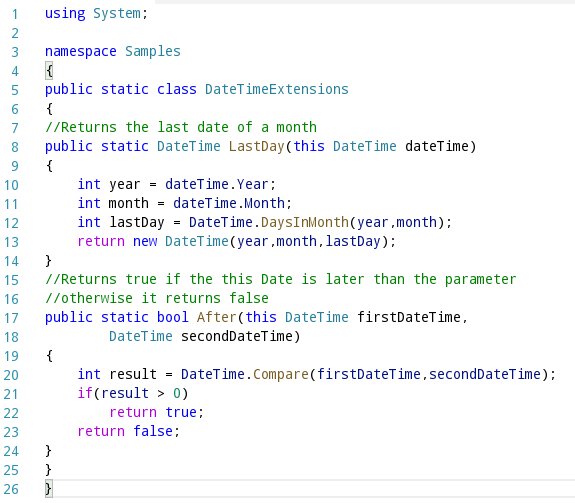 1 using System;
2
3 namespace Samples
4 {
5 public static class DateTimeExtensions
6 {
7 //Returns the last date of a month
8 public static DateTime LastDay(this DateTime dateTime)
9 {
10     int year = dateTime.Year;
11     int month = dateTime.Month;
12     int lastDay = DateTime.DaysInMonth(year,month);
13     return new DateTime(year,month,lastDay);
14 }
15 //Returns true if the this Date is later than the parameter
16 //otherwise it returns false
17 public static bool After(this DateTime firstDateTime,
18         DateTime secondDateTime)
19 {
20     int result = DateTime.Compare(firstDateTime,secondDateTime);
21     if(result > 0)
22         return true;
23     return false;
24 }
25 }
26 }